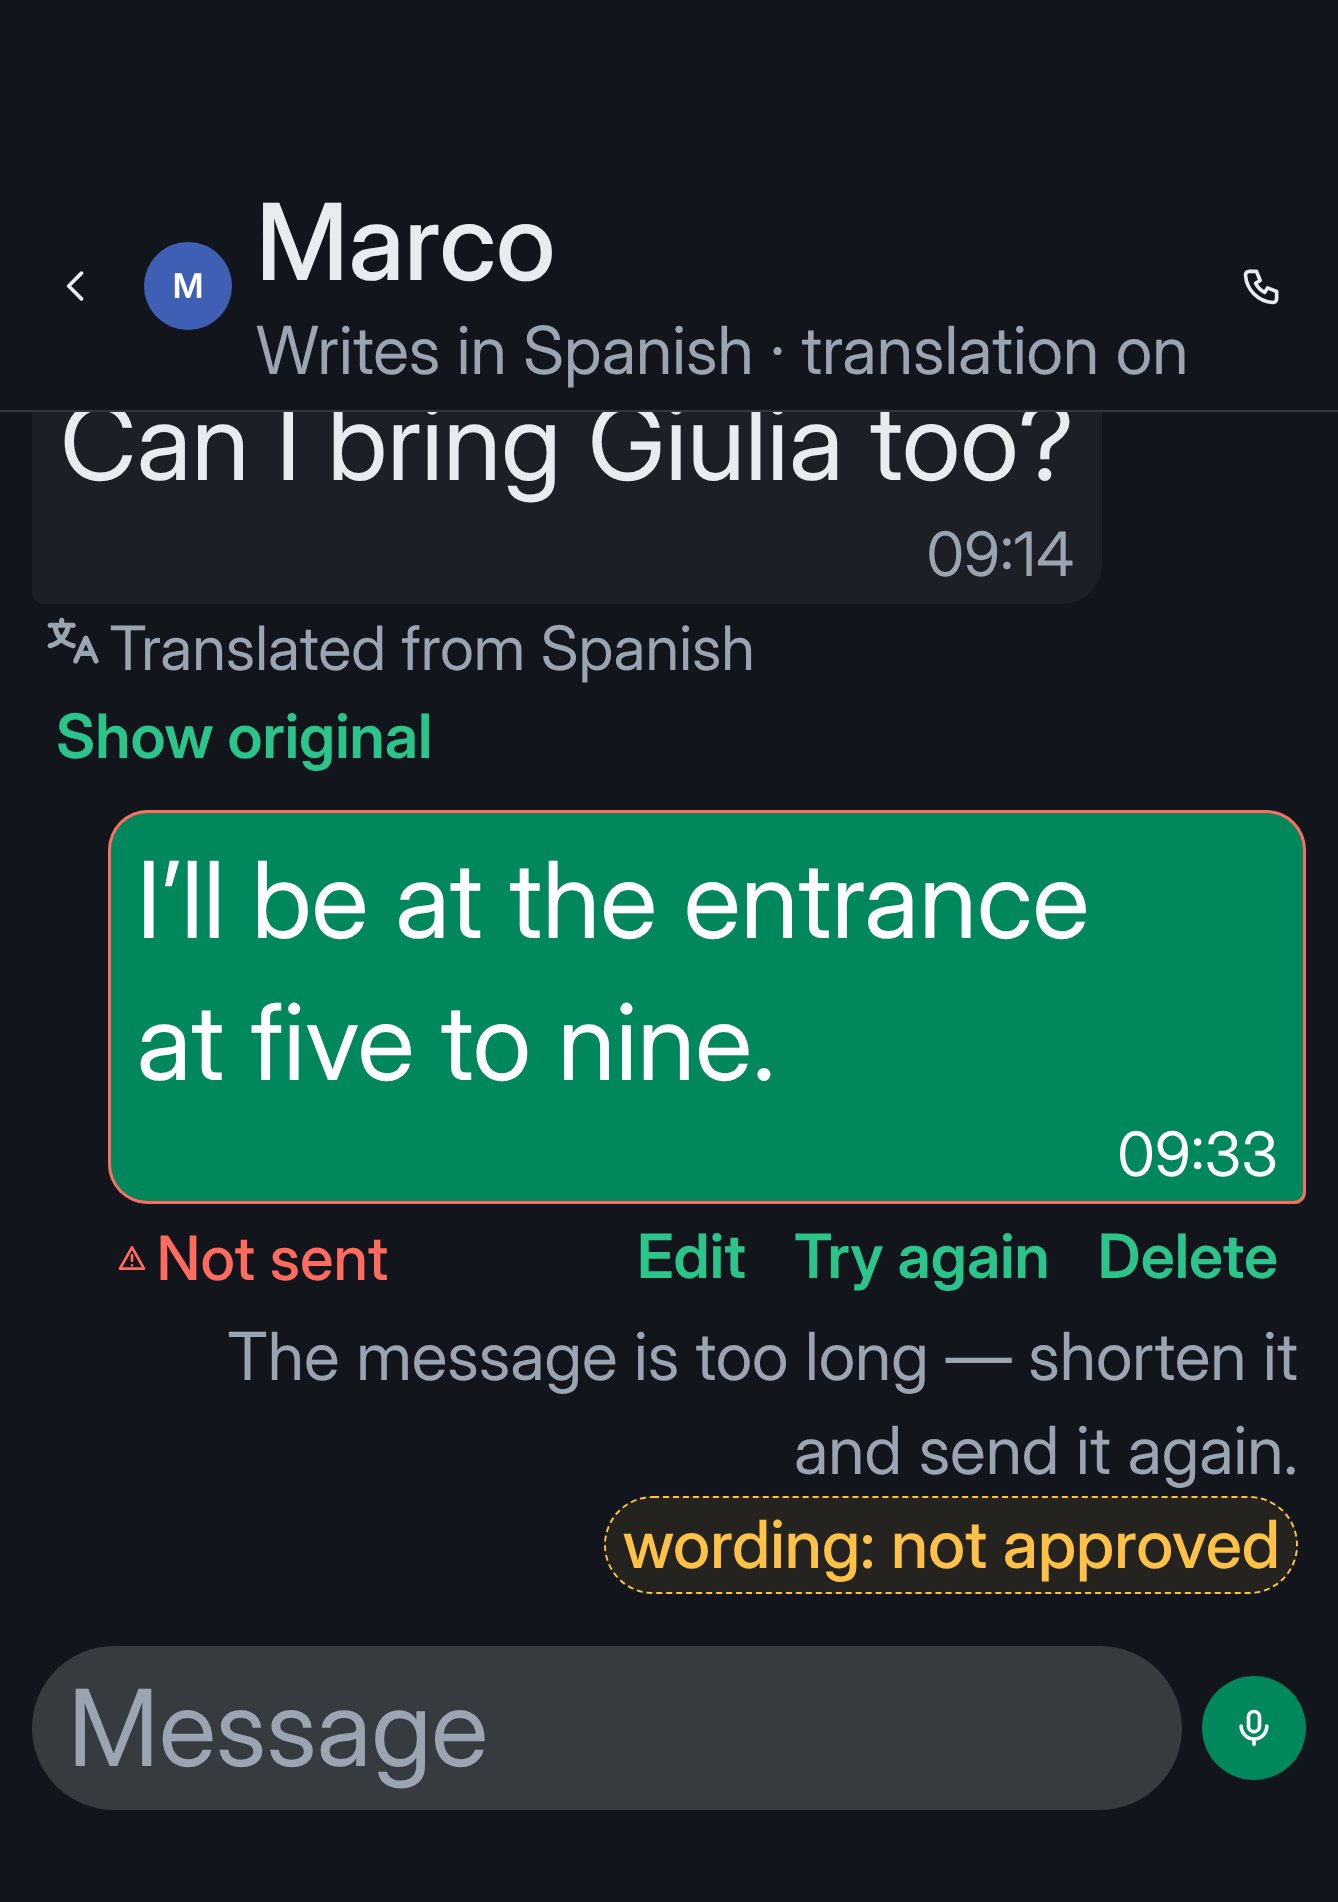 Marco
M
Writes in Spanish · translation on
Can I bring Giulia too?
09:14
Translated from Spanish
Show original
I’ll be at the entrance
at five to nine.
09:33
Not sent Edit Try again Delete
The message is too long — shorten it
and send it again.
wording: not approved
Message